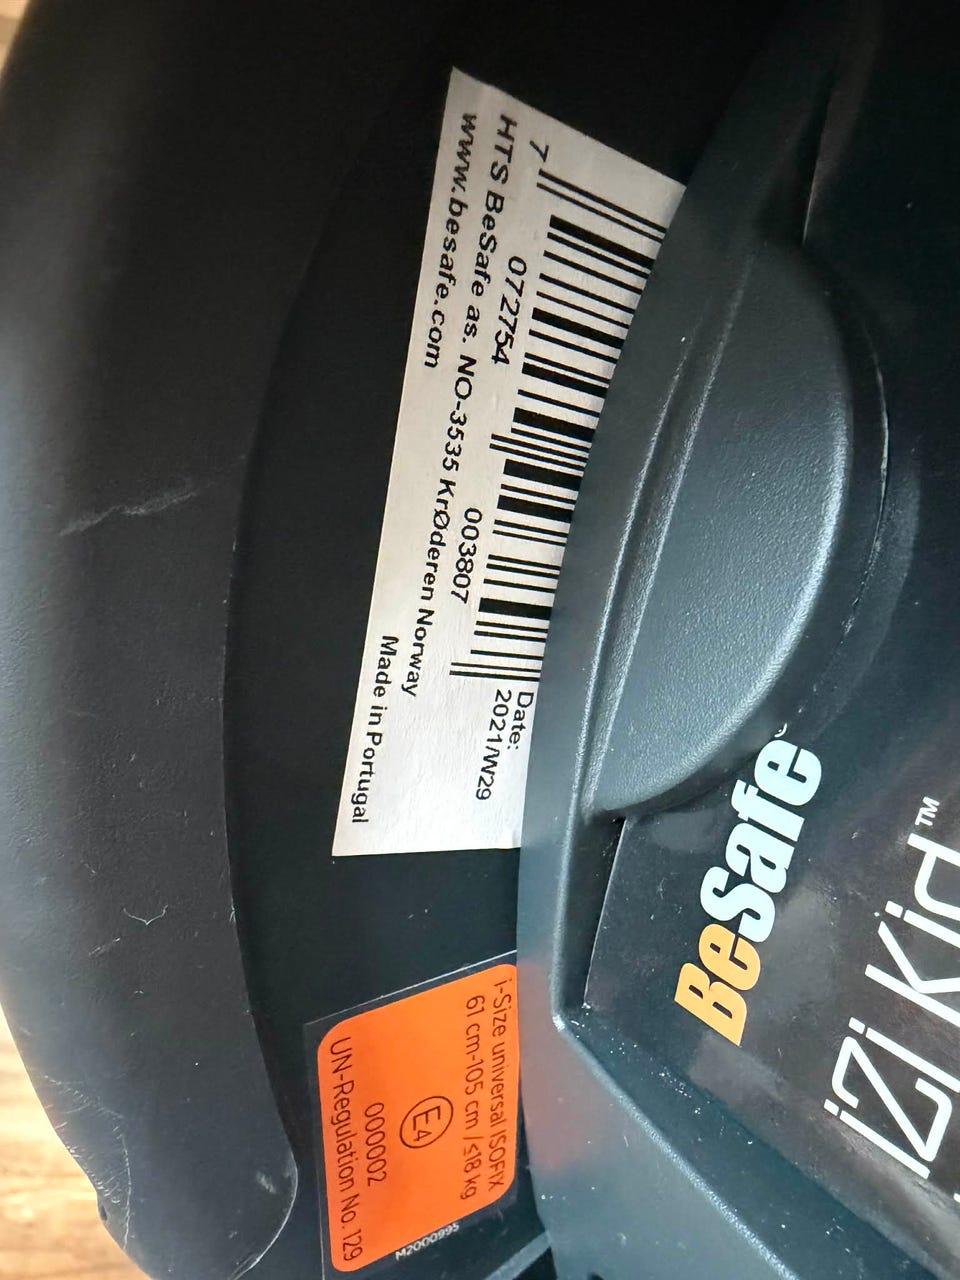 7 072754 003807
Date:
2021/W29
HTS BeSafe as. NO-3535 KrØderen Norway
www.besafe.com
Made in Portugal
i-Size universal ISOFIX
61 cm-105 cm /≤18 kg
E4
000002
UN-Regulation No. 129
M2000995
BeSafe
iZi Kid™